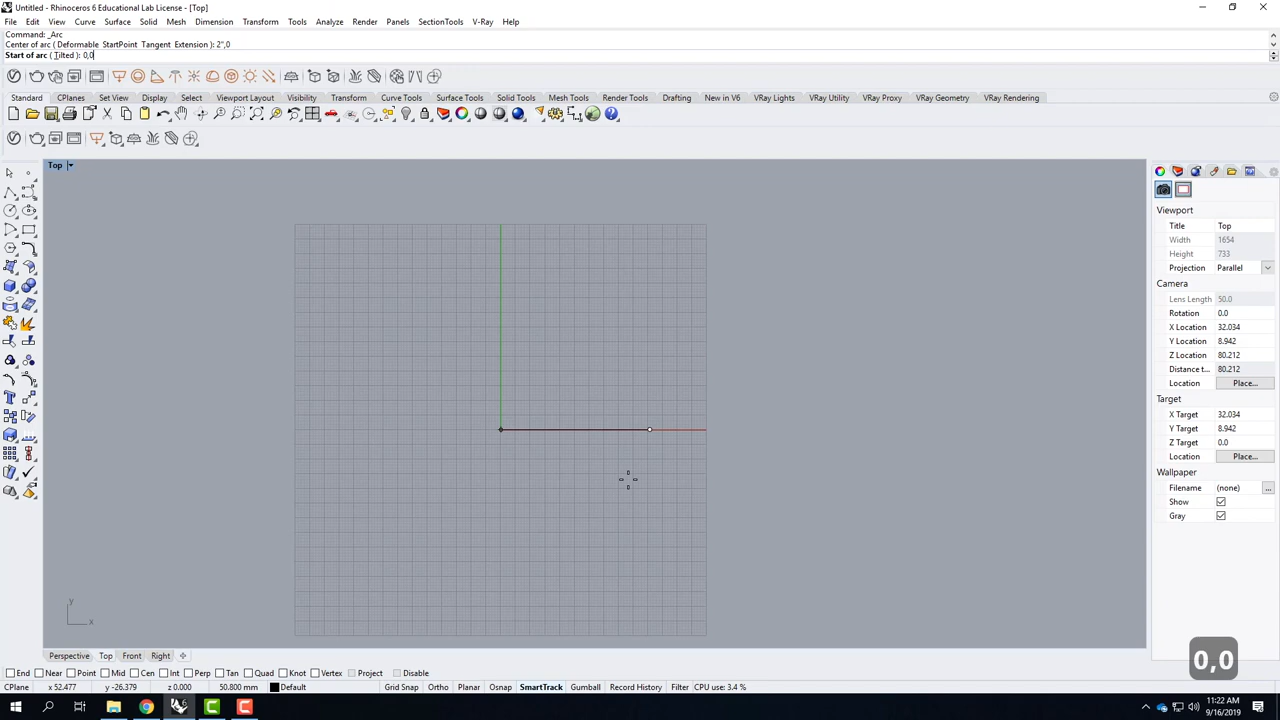 Untitled - Rhinoceros 6 Educational Lab License - [Top]
File Edit View Curve Surface Solid Mesh Dimension Transform Tools Analyze Render Panels SectionTools V-Ray Help
Command: _Arc
Center of arc ( Deformable StartPoint Tangent Extension ): 2",0
Start of arc ( Tilted ): 0,0
Standard CPlanes Set View Display Select Viewport Layout Visibility Transform Curve Tools Surface Tools Solid Tools Mesh Tools Render Tools Drafting New in V6 VRay Lights VRay Utility VRay Proxy VRay Geometry VRay Rendering
Top
Viewport
Title Top
Width 1654
Height 733
Projection Parallel
Camera
Lens Length 50.0
Rotation 0.0
X Location 32.034
Y Location 8.942
Z Location 80.212
Distance t... 80.212
Location Place...
Target
X Target 32.034
Y Target 8.942
Z Target 0.0
Location Place...
Wallpaper
Filename (none) ...
Show
Gray
y
x
0,0
Perspective Top Front Right
End Near Point Mid Cen Int Perp Tan Quad Knot Vertex Project Disable
CPlane x 52.477 y -26.379 z 0.000 50.800 mm Default Grid Snap Ortho Planar Osnap SmartTrack Gumball Record History Filter CPU use: 3.4 %
11:22 AM
9/16/2019